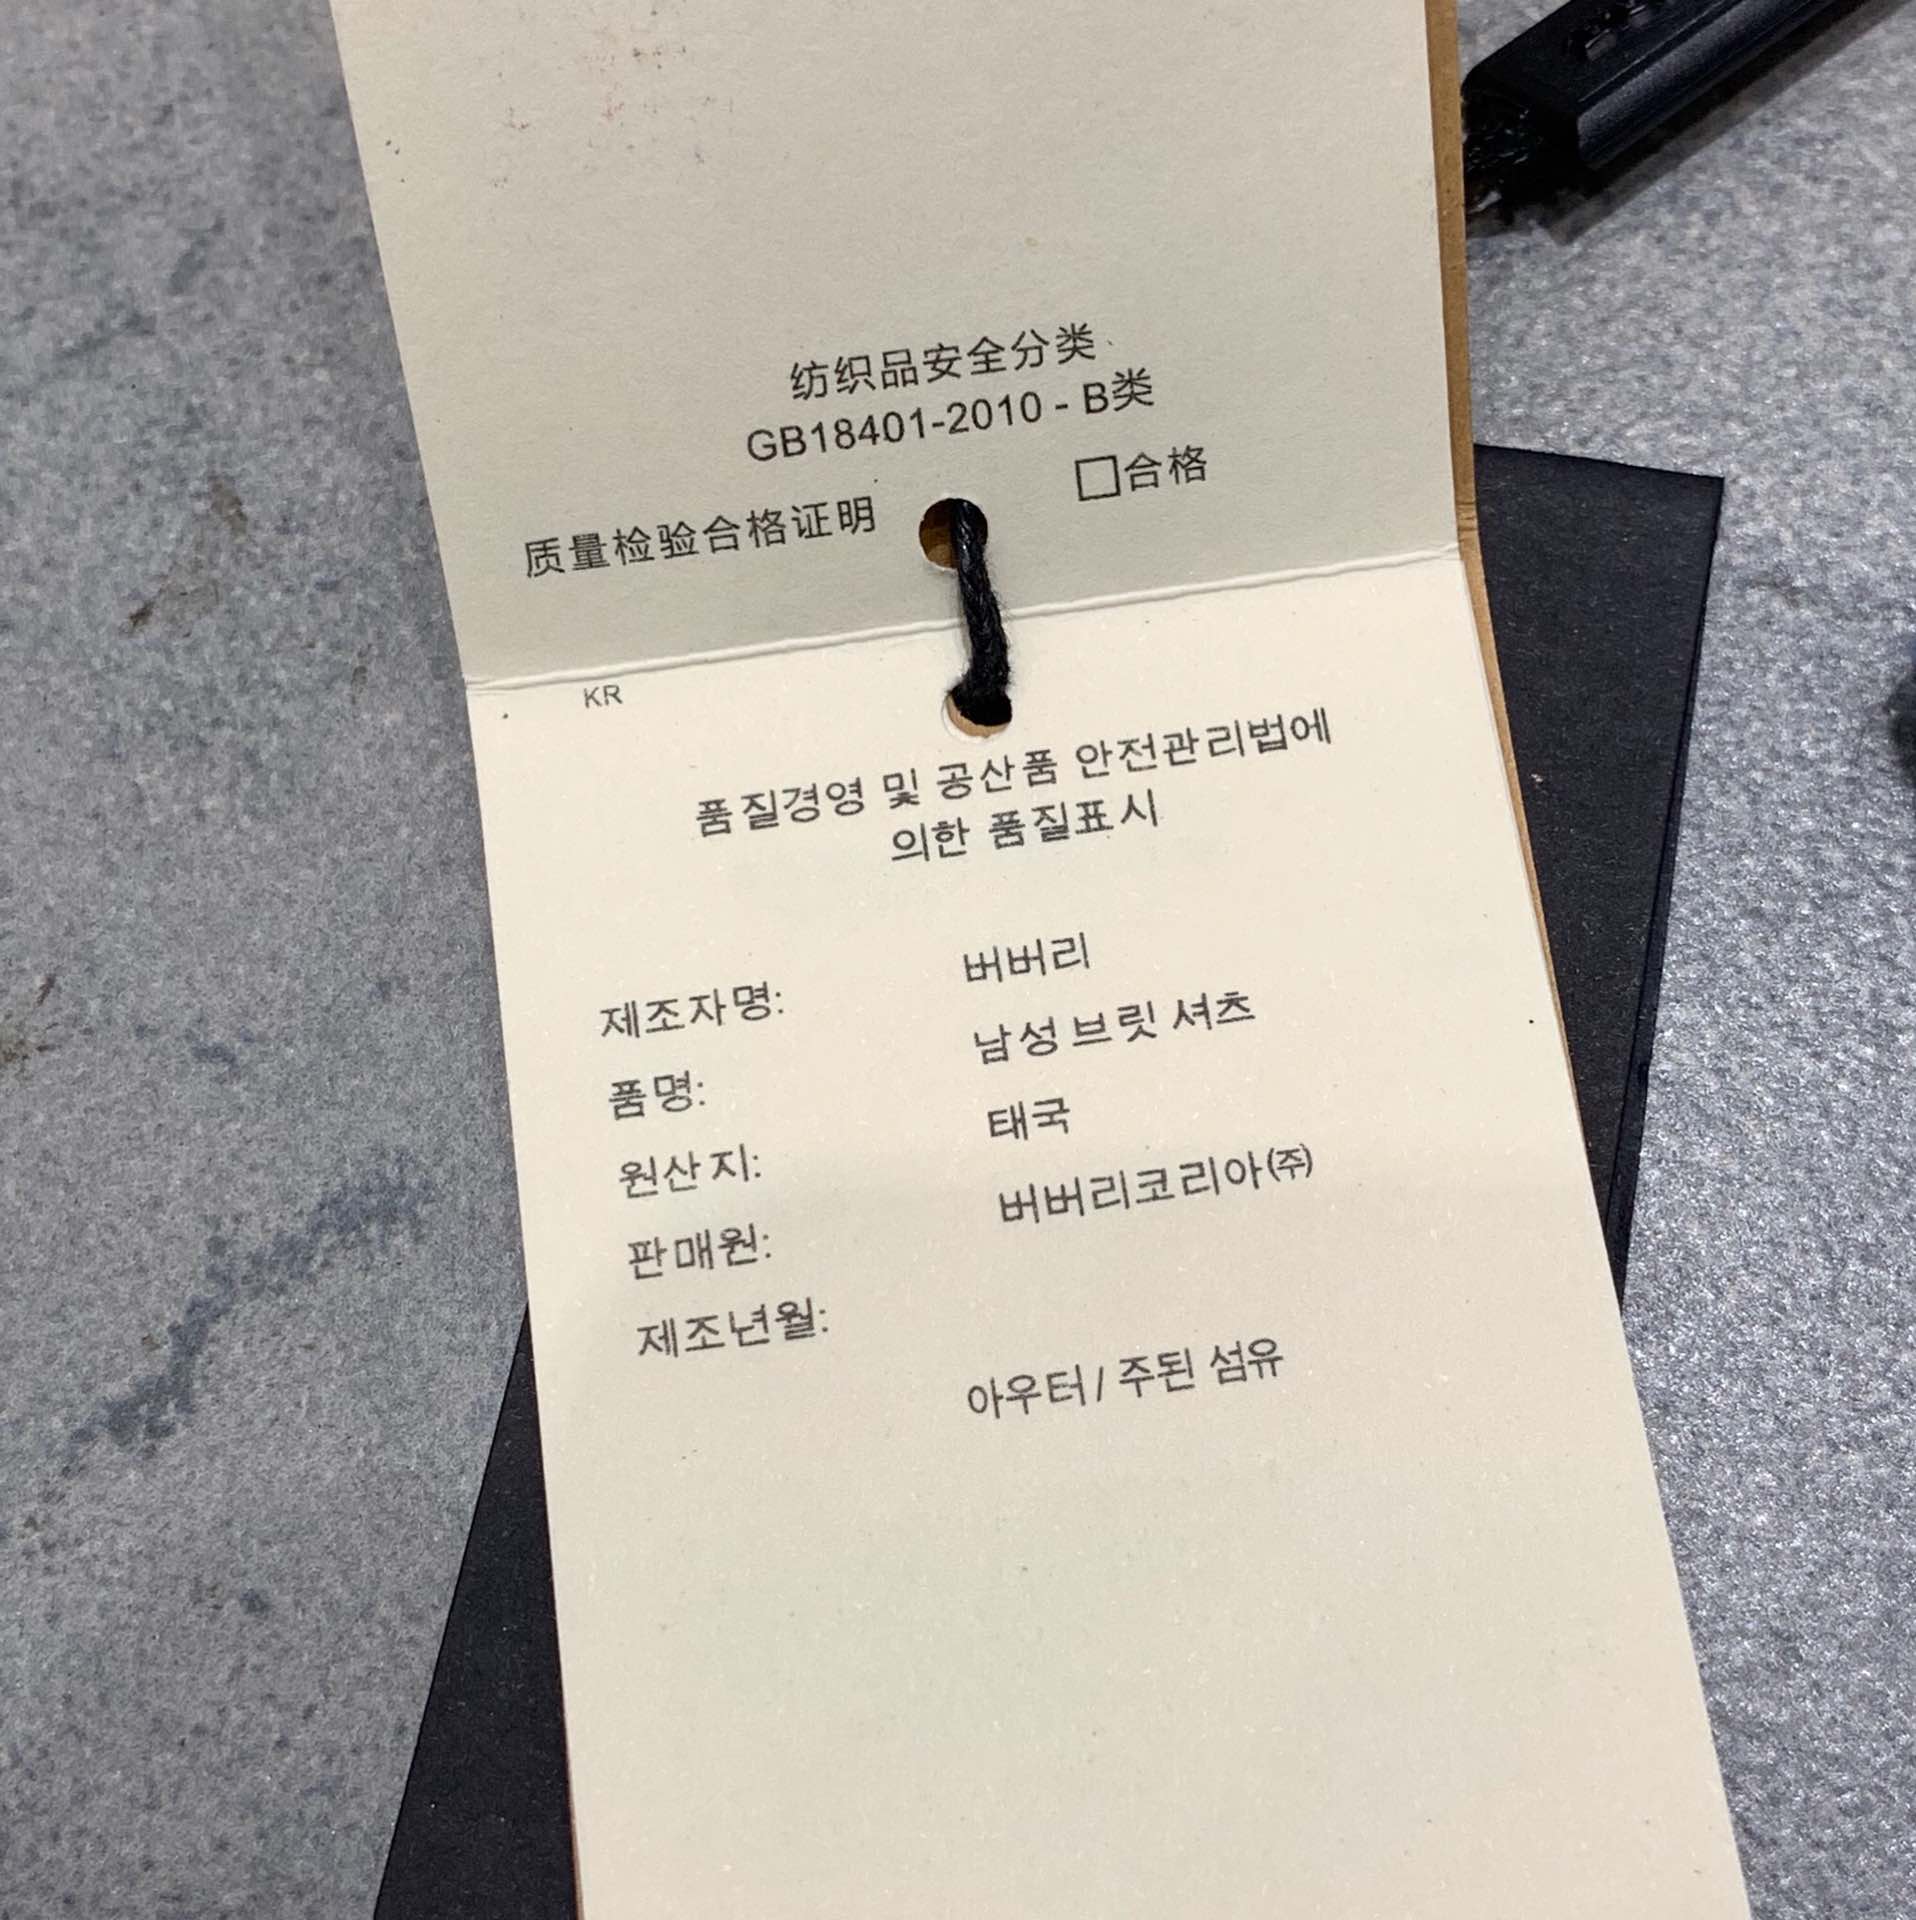 纺织品安全分类
GB18401-2010 - B类
质量检验合格证明 □合格
KR
품질경영 및 공산품 안전관리법에
의한 품질표시
제조자명: 버버리
품명: 남성 브릿 셔츠
원산지: 태국
판매원: 버버리코리아㈜
제조년월:
아우터 / 주된 섬유